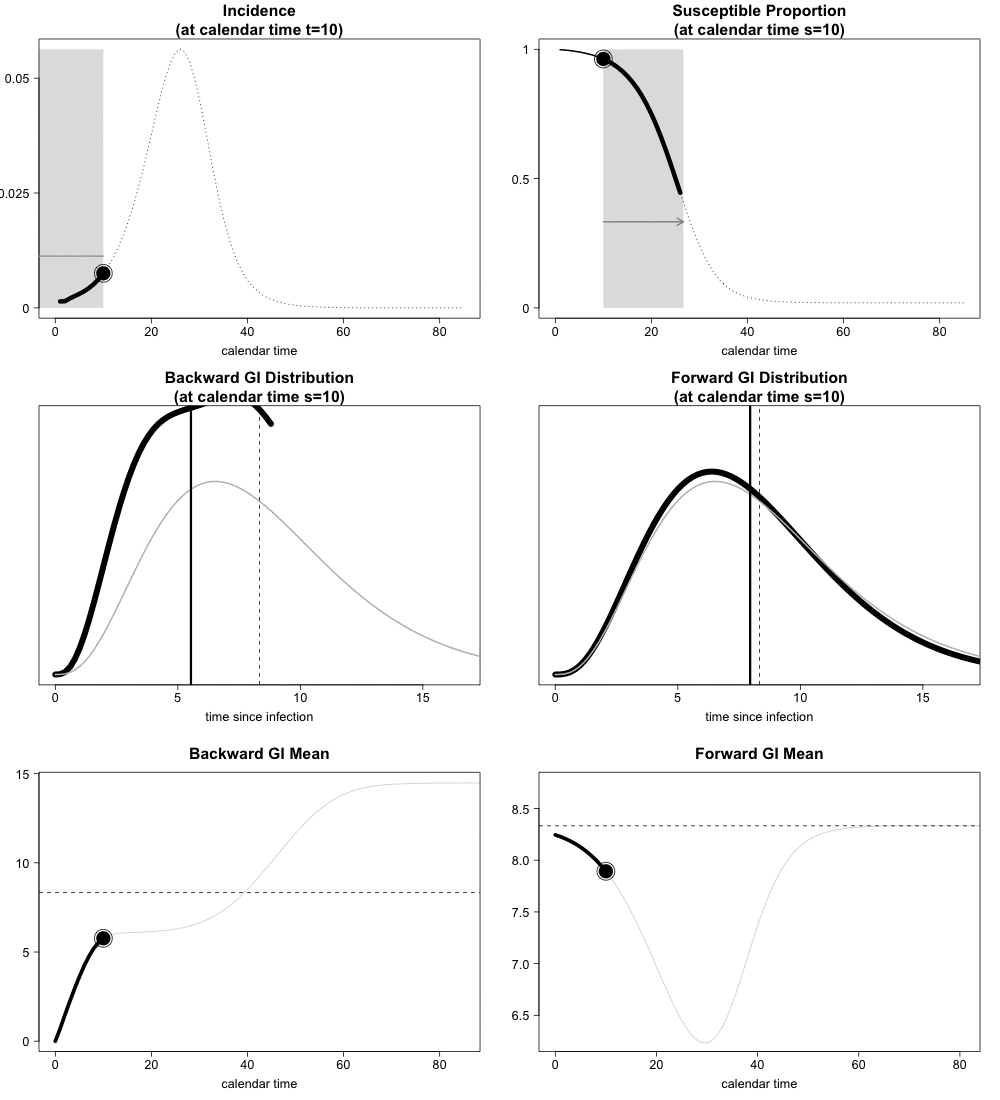 Incidence
(at calendar time t=10)
0.05
0.025
0
0 20 40 60 80
calendar time
Susceptible Proportion
(at calendar time s=10)
1
0.5
0
0 20 40 60 80
calendar time
Backward GI Distribution
(at calendar time s=10)
0 5 10 15
time since infection
Forward GI Distribution
(at calendar time s=10)
0 5 10 15
time since infection
Backward GI Mean
15
10
5
0
0 20 40 60 80
calendar time
Forward GI Mean
8.5
8.0
7.5
7.0
6.5
0 20 40 60 80
calendar time